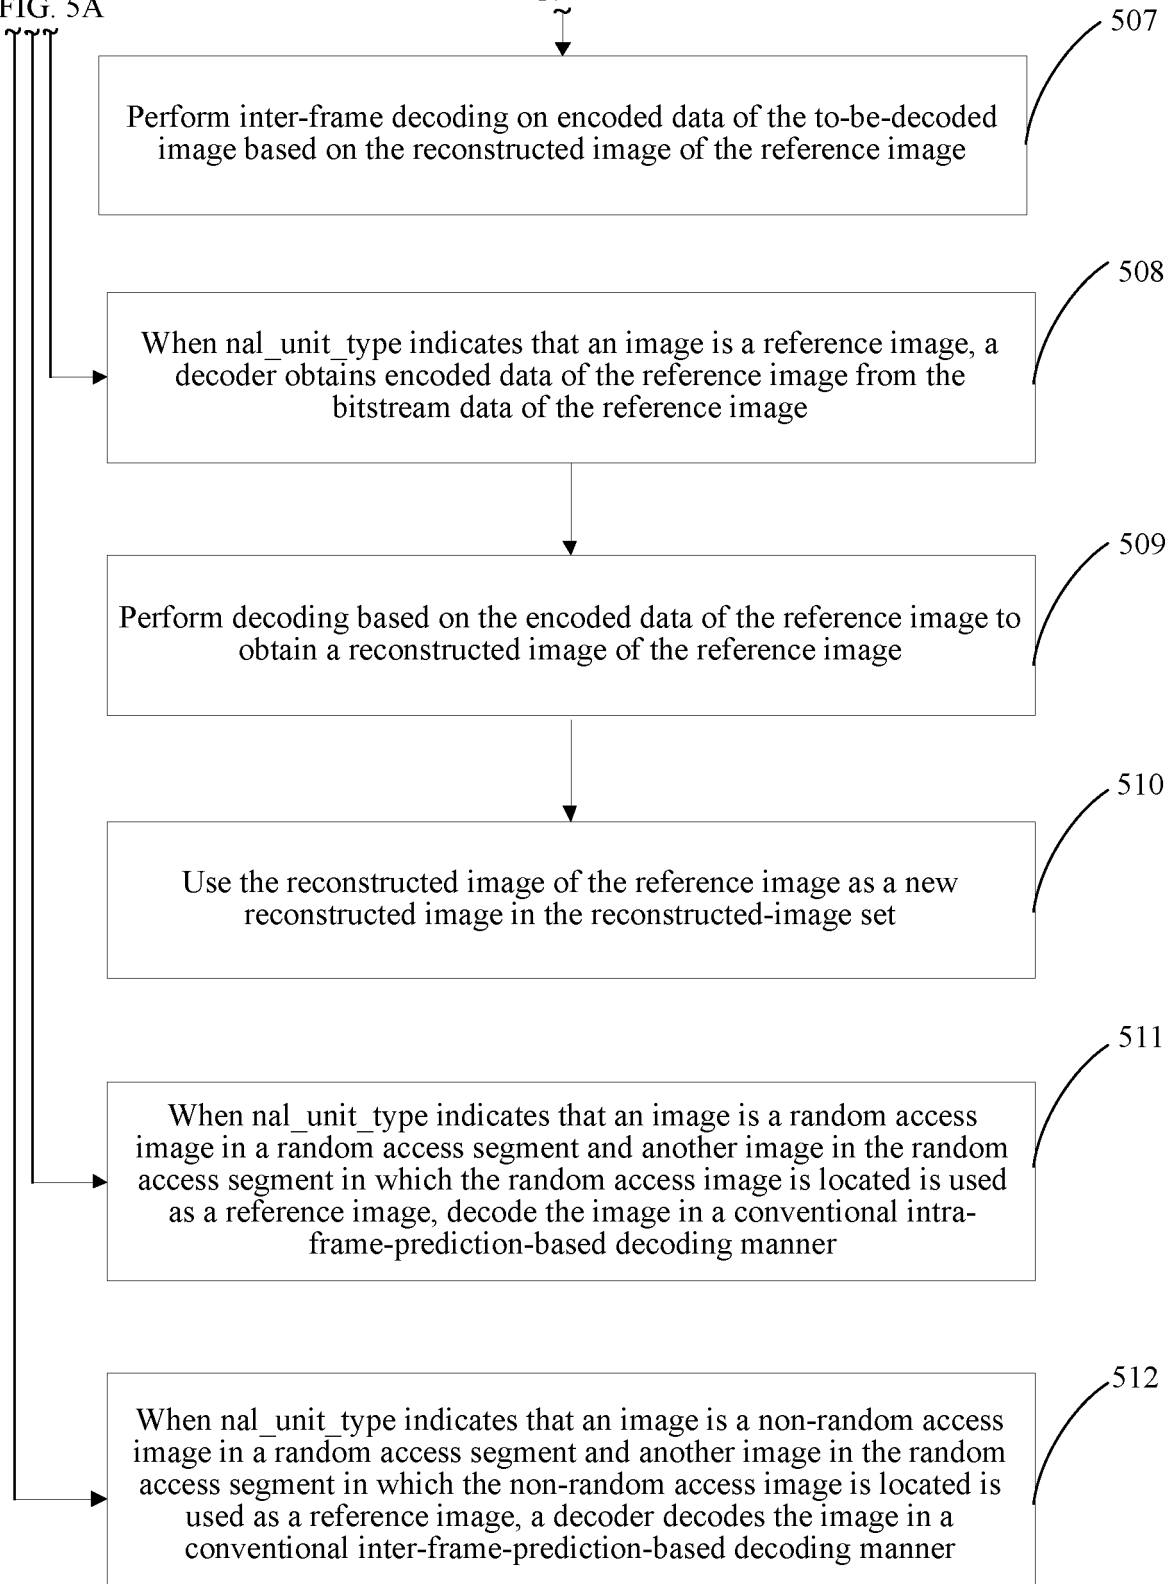 FIG. 5A
507
Perform inter-frame decoding on encoded data of the to-be-decoded
image based on the reconstructed image of the reference image
508
When nal_unit_type indicates that an image is a reference image, a
decoder obtains encoded data of the reference image from the
bitstream data of the reference image
509
Perform decoding based on the encoded data of the reference image to
obtain a reconstructed image of the reference image
510
Use the reconstructed image of the reference image as a new
reconstructed image in the reconstructed-image set
511
When nal_unit_type indicates that an image is a random access
image in a random access segment and another image in the random
access segment in which the random access image is located is used
as a reference image, decode the image in a conventional intra-
frame-prediction-based decoding manner
512
When nal_unit_type indicates that an image is a non-random access
image in a random access segment and another image in the random
access segment in which the non-random access image is located is
used as a reference image, a decoder decodes the image in a
conventional inter-frame-prediction-based decoding manner